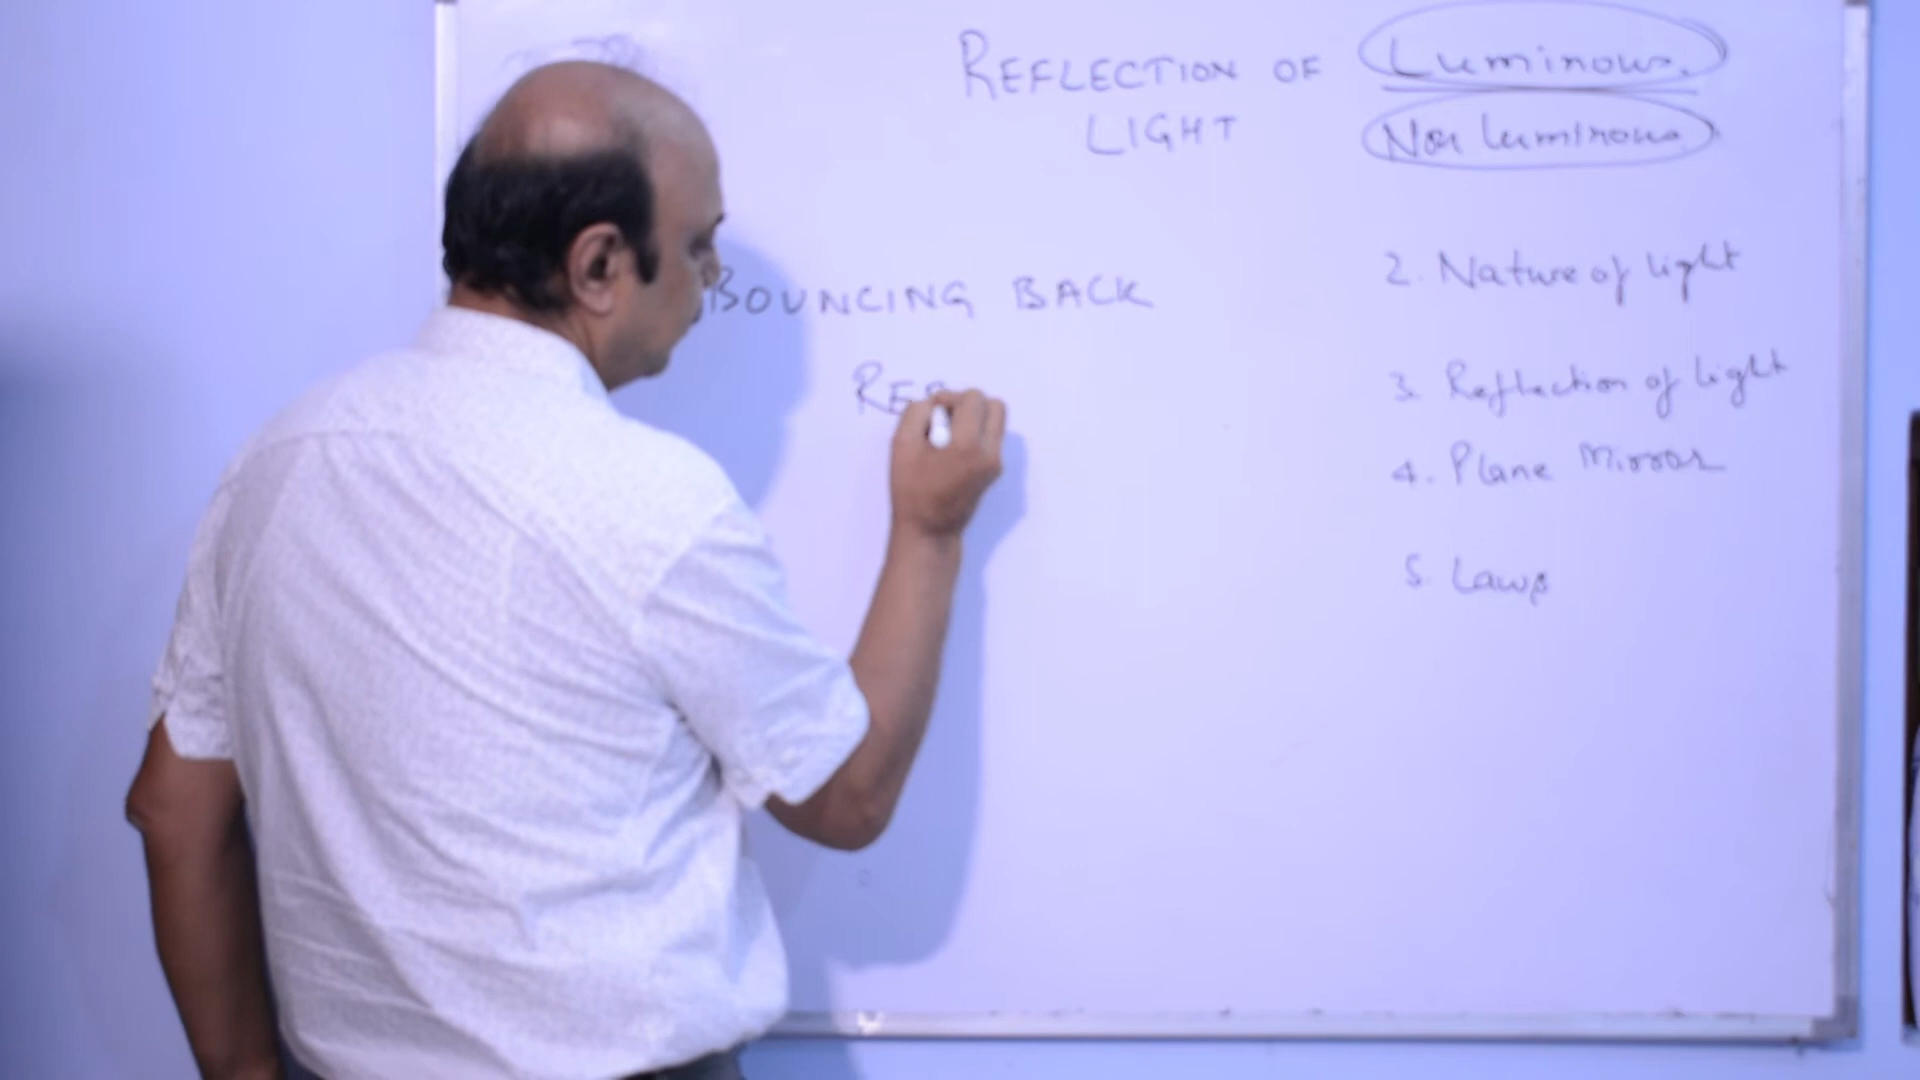 REFLECTION OF
LIGHT
Luminous.
Non luminous
BOUNCING BACK
2. Nature of light
3. Reflection of light
4. Plane Mirror
5. Laws